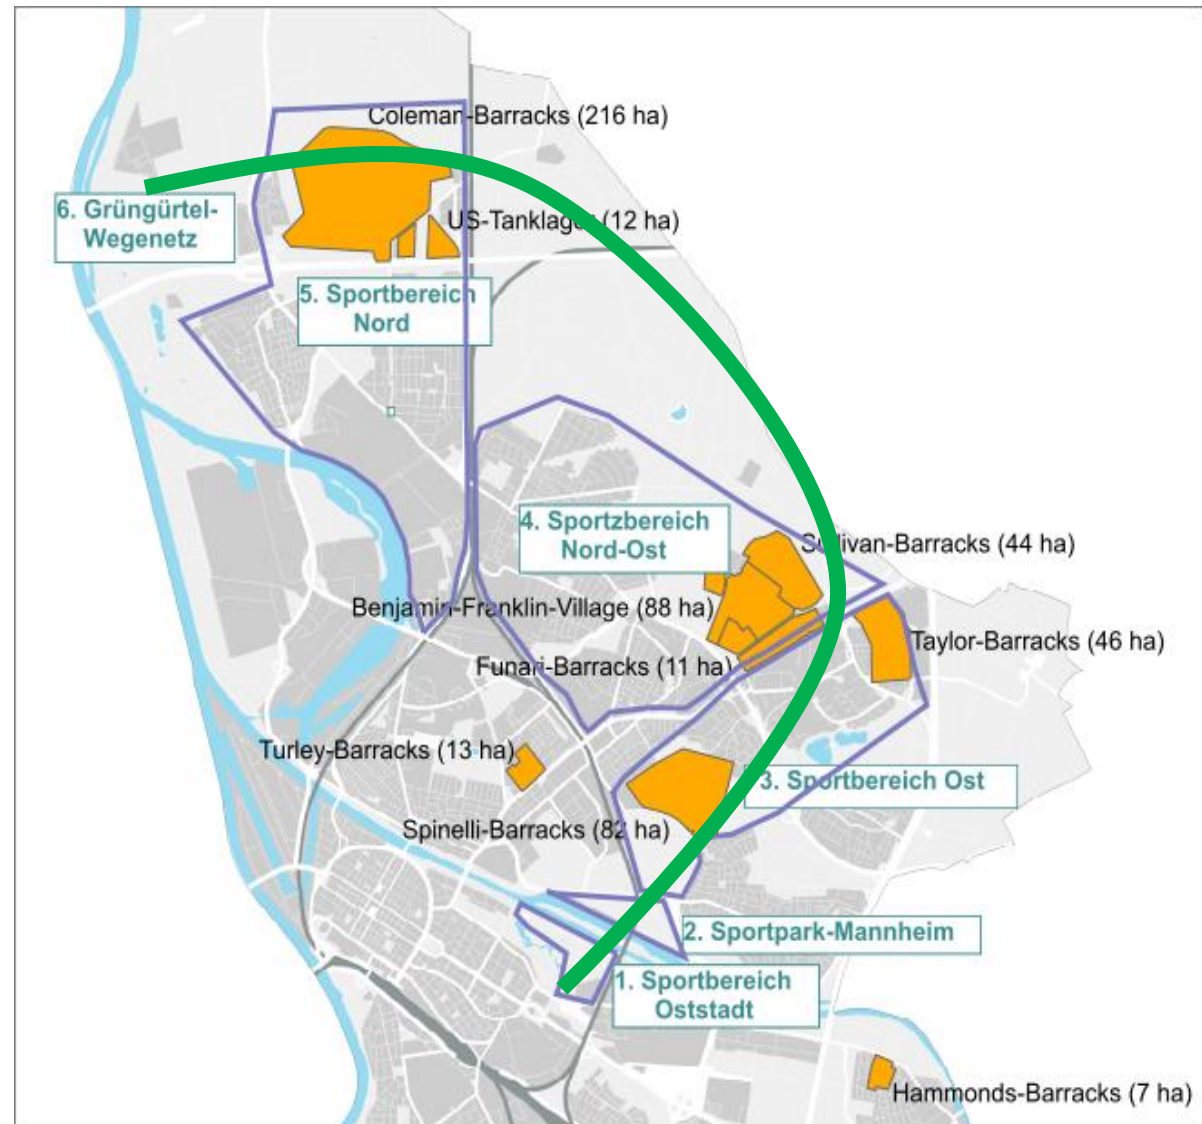 Coleman-Barracks (216 ha)
6. Grüngürtel-
Wegenetz
US-Tanklager (12 ha)
5. Sportbereich
Nord
4. Sportzbereich
Nord-Ost
Sullivan-Barracks (44 ha)
Benjamin-Franklin-Village (88 ha)
Taylor-Barracks (46 ha)
Funari-Barracks (11 ha)
Turley-Barracks (13 ha)
3. Sportbereich Ost
Spinelli-Barracks (82 ha)
2. Sportpark-Mannheim
1. Sportbereich
Oststadt
Hammonds-Barracks (7 ha)